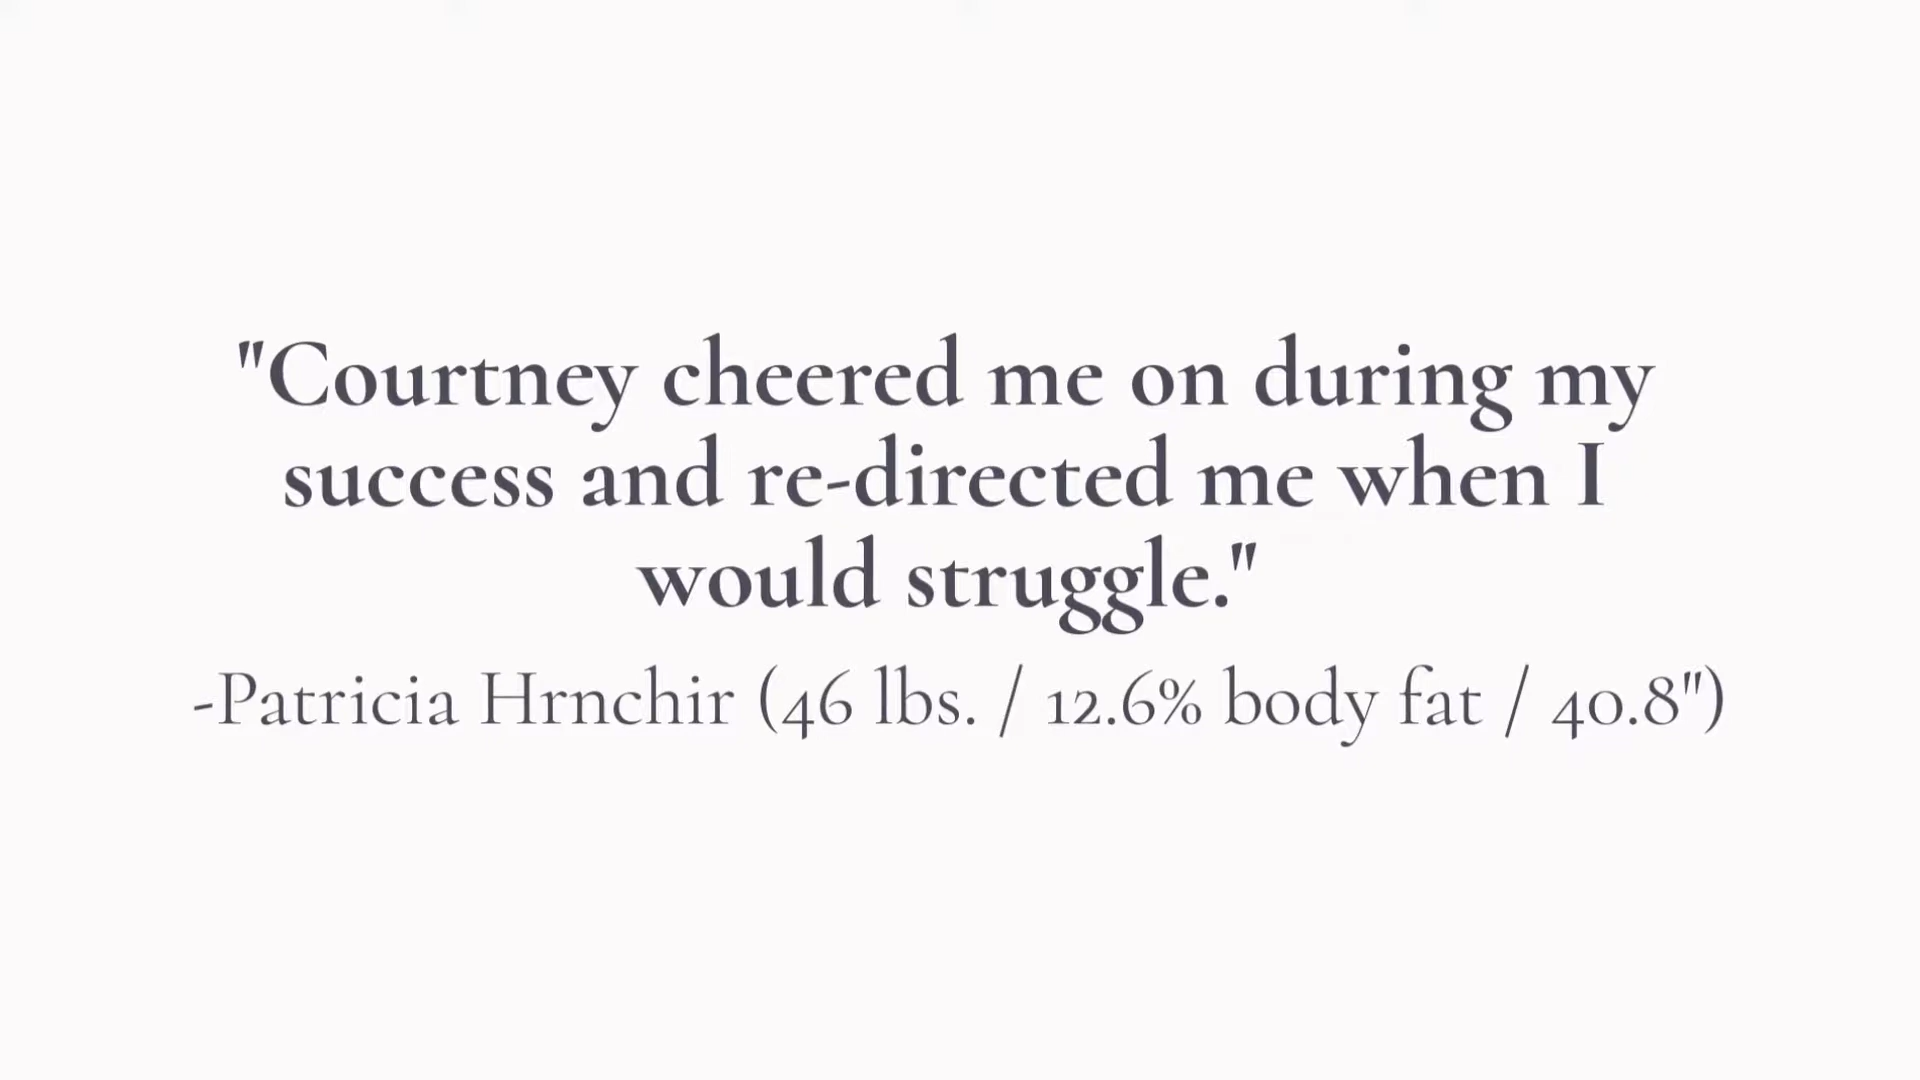 "Courtney cheered me on during my
success and re-directed me when I
would struggle."
-Patricia Hrnchir (46 lbs. / 12.6% body fat / 40.8")